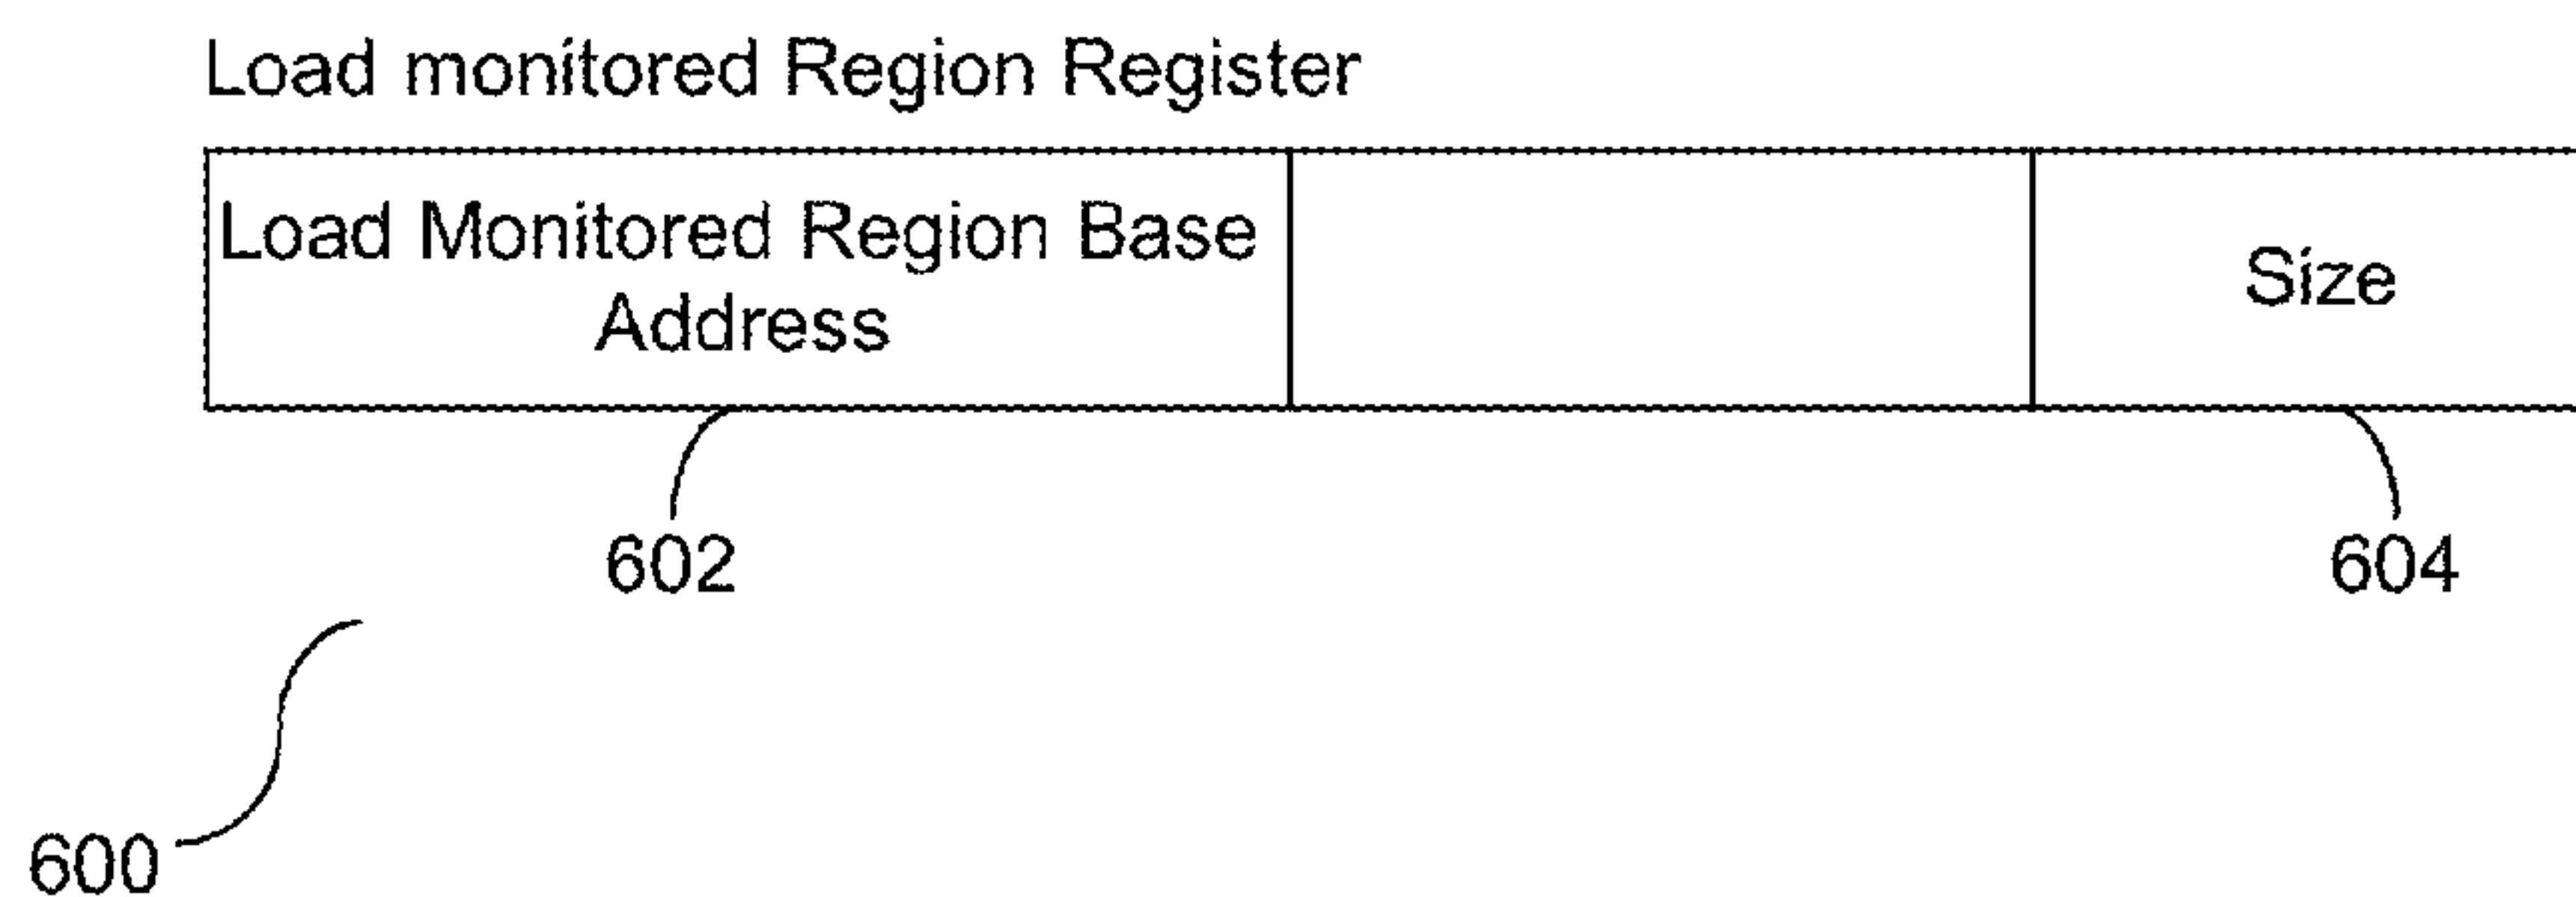 Load monitored Region Register
Load Monitored Region Base
Address
Size
602
604
600